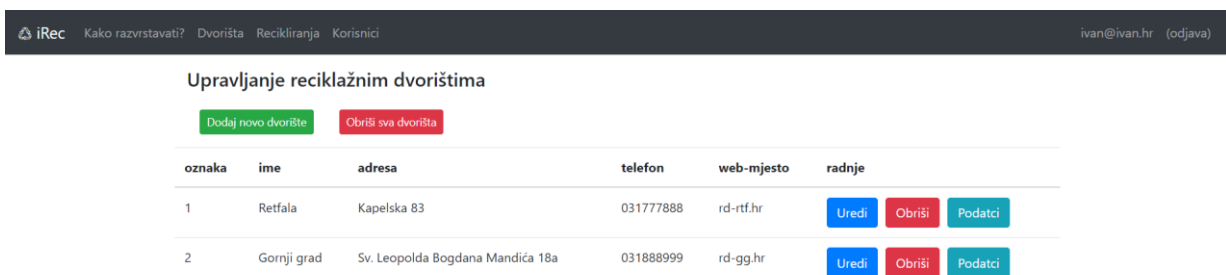 iRec Kako razvrstavati? Dvorišta Recikliranja Korisnici ivan@ivan.hr (odjava)
Upravljanje reciklažnim dvorištima
Dodaj novo dvorište Obriši sva dvorišta
oznaka ime adresa telefon web-mjesto radnje
1 Retfala Kapelska 83 031777888 rd-rtf.hr Uredi Obriši Podatci
2 Gornji grad Sv. Leopolda Bogdana Mandića 18a 031888999 rd-gg.hr Uredi Obriši Podatci